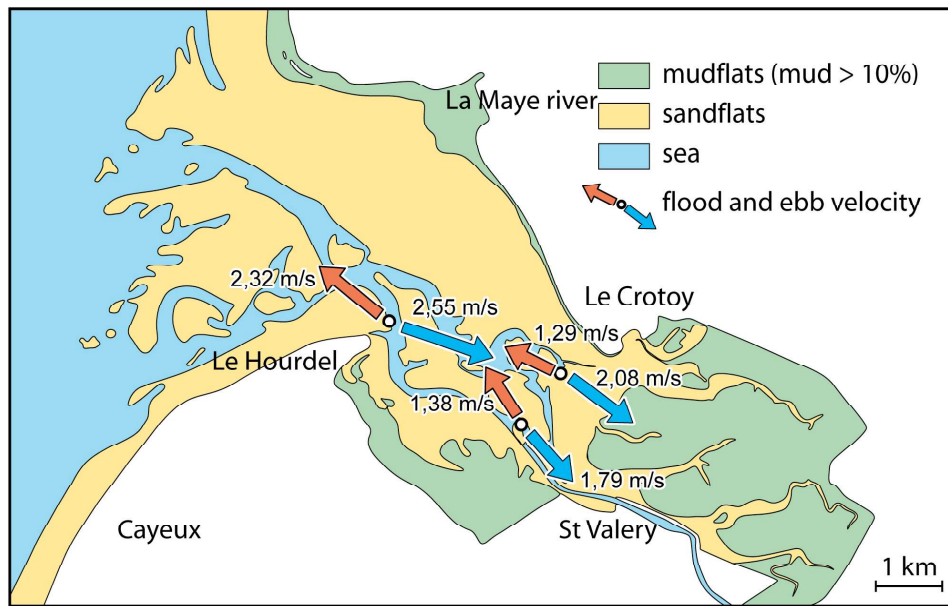 mudflats (mud > 10%)
La Maye river
sandflats
sea
flood and ebb velocity
2,32 m/s
Le Crotoy
2,55 m/s
1,29 m/s
Le Hourdel
2,08 m/s
1,38 m/s
1,79 m/s
Cayeux
St Valery
1 km